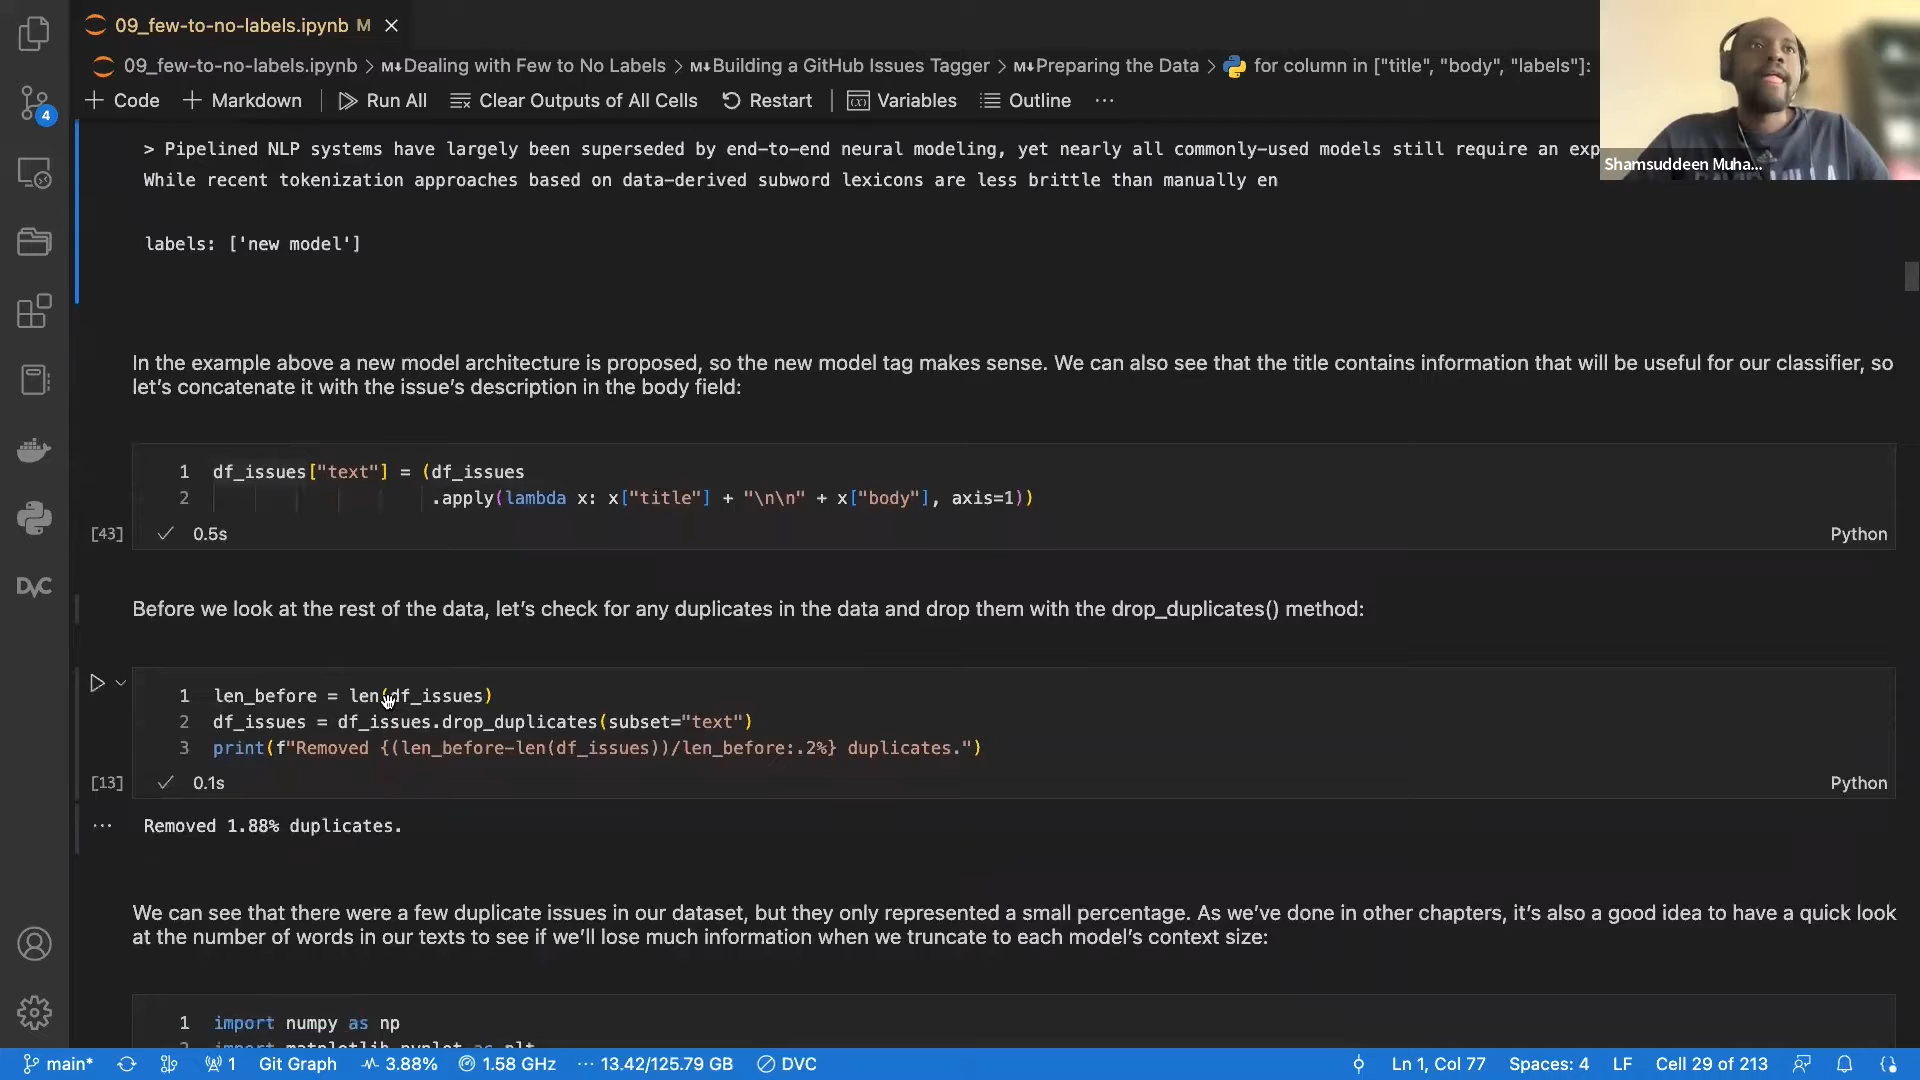 09_few-to-no-labels.ipynb M
09_few-to-no-labels.ipynb > M↓Dealing with Few to No Labels > M↓Building a GitHub Issues Tagger > M↓Preparing the Data > for column in ["title", "body", "labels"]:
4
+ Code + Markdown Run All Clear Outputs of All Cells Restart Variables Outline ...
> Pipelined NLP systems have largely been superseded by end-to-end neural modeling, yet nearly all commonly-used models still require an exp
Shamsuddeen Muha...
While recent tokenization approaches based on data-derived subword lexicons are less brittle than manually en
labels: ['new model']
In the example above a new model architecture is proposed, so the new model tag makes sense. We can also see that the title contains information that will be useful for our classifier, so
let's concatenate it with the issue's description in the body field:
1 df_issues["text"] = (df_issues
2 .apply(lambda x: x["title"] + "\n\n" + x["body"], axis=1))
[43] ✓ 0.5s Python
Before we look at the rest of the data, let's check for any duplicates in the data and drop them with the drop_duplicates() method:
1 len_before = len(df_issues)
2 df_issues = df_issues.drop_duplicates(subset="text")
3 print(f"Removed {(len_before-len(df_issues))/len_before:.2%} duplicates.")
[13] ✓ 0.1s Python
... Removed 1.88% duplicates.
DVC
We can see that there were a few duplicate issues in our dataset, but they only represented a small percentage. As we've done in other chapters, it's also a good idea to have a quick look
at the number of words in our texts to see if we'll lose much information when we truncate to each model's context size:
1 import numpy as np
2 import matplotlib.pyplot as plt
main* 1 Git Graph 3.88% 1.58 GHz ... 13.42/125.79 GB DVC Ln 1, Col 77 Spaces: 4 LF Cell 29 of 213